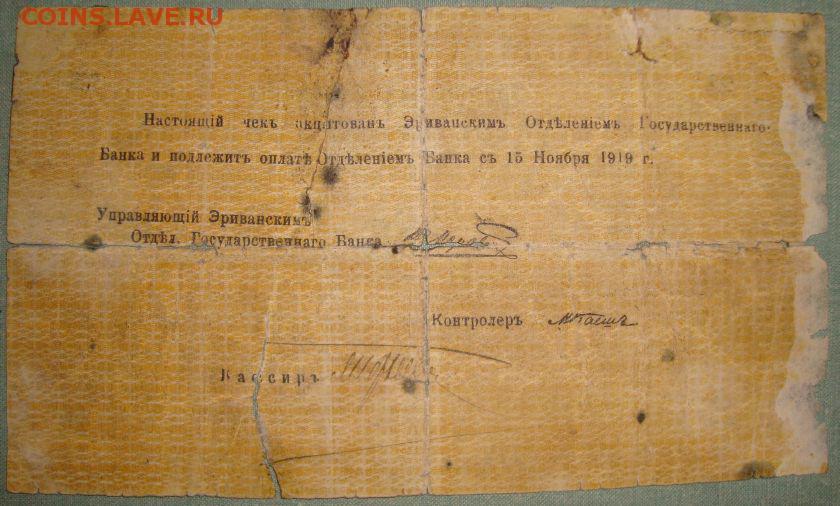 COINS.LAVE.RU
Настоящій чекъ акцптованъ Эриванскимъ Отдѣленіемъ Государственнаго
Банка и подлежитъ оплатѣ Отдѣленіемъ Банка съ 15 Ноября 1919 г.
Управляющій Эриванскимъ
Отдѣл. Государственнаго Банка
Контролеръ
Кассиръ